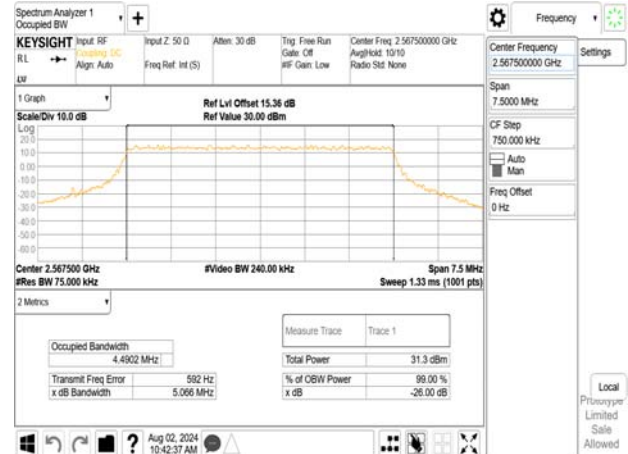 Spectrum Analyzer 1
Occupied BW
Frequency
KEYSIGHT Input: RF Input Z: 50 Ω Atten: 30 dB Trig: Free Run Center Freq: 2.567500000 GHz
RL Coupling: DC Gate: Off Avg|Hold: 10/10
Align: Auto Freq Ref: Int (S) #IF Gain: Low Radio Std: None
1 Graph
Scale/Div 10.0 dB Ref Lvl Offset 15.36 dB
Ref Value 30.00 dBm
Log
20.0
10.0
0.00
-10.0
-20.0
-30.0
-40.0
-50.0
-60.0
Center 2.567500 GHz #Video BW 240.00 kHz Span 7.5 MHz
#Res BW 75.000 kHz Sweep 1.33 ms (1001 pts)
2 Metrics
Measure Trace Trace 1
Occupied Bandwidth
4.4902 MHz Total Power 31.3 dBm
Transmit Freq Error 592 Hz % of OBW Power 99.00 %
x dB Bandwidth 5.066 MHz x dB -26.00 dB
Aug 02, 2024
10:42:37 AM
Center Frequency
2.567500000 GHz
Settings
Span
7.5000 MHz
CF Step
750.000 kHz
Auto
Man
Freq Offset
0 Hz
Local
Prototype
Limited
Sale
Allowed